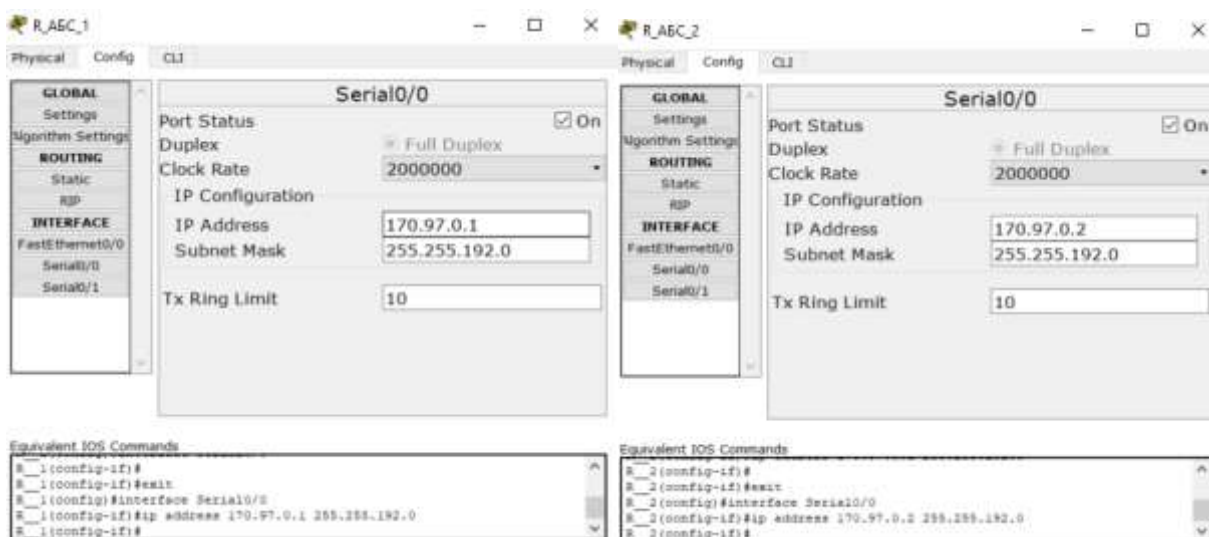 R_АБС_1
Physical Config CLI
GLOBAL
Settings
Algorithm Settings
ROUTING
Static
RIP
INTERFACE
FastEthernet0/0
Serial0/0
Serial0/1
Serial0/0
Port Status On
Duplex Full Duplex
Clock Rate 2000000
IP Configuration
IP Address 170.97.0.1
Subnet Mask 255.255.192.0
Tx Ring Limit 10
Equivalent IOS Commands
R__1(config-if)#
R__1(config-if)#exit
R__1(config)#interface Serial0/0
R__1(config-if)#ip address 170.97.0.1 255.255.192.0
R__1(config-if)#
R_АБС_2
Physical Config CLI
GLOBAL
Settings
Algorithm Settings
ROUTING
Static
RIP
INTERFACE
FastEthernet0/0
Serial0/0
Serial0/1
Serial0/0
Port Status On
Duplex Full Duplex
Clock Rate 2000000
IP Configuration
IP Address 170.97.0.2
Subnet Mask 255.255.192.0
Tx Ring Limit 10
Equivalent IOS Commands
R__2(config-if)#
R__2(config-if)#exit
R__2(config)#interface Serial0/0
R__2(config-if)#ip address 170.97.0.2 255.255.192.0
R__2(config-if)#